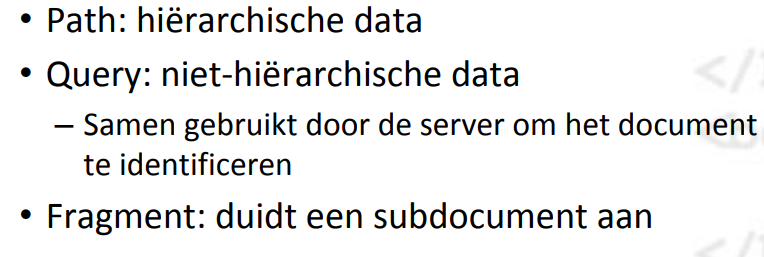 • Path: hiërarchische data
• Query: niet-hiërarchische data
– Samen gebruikt door de server om het document
te identificeren
• Fragment: duidt een subdocument aan